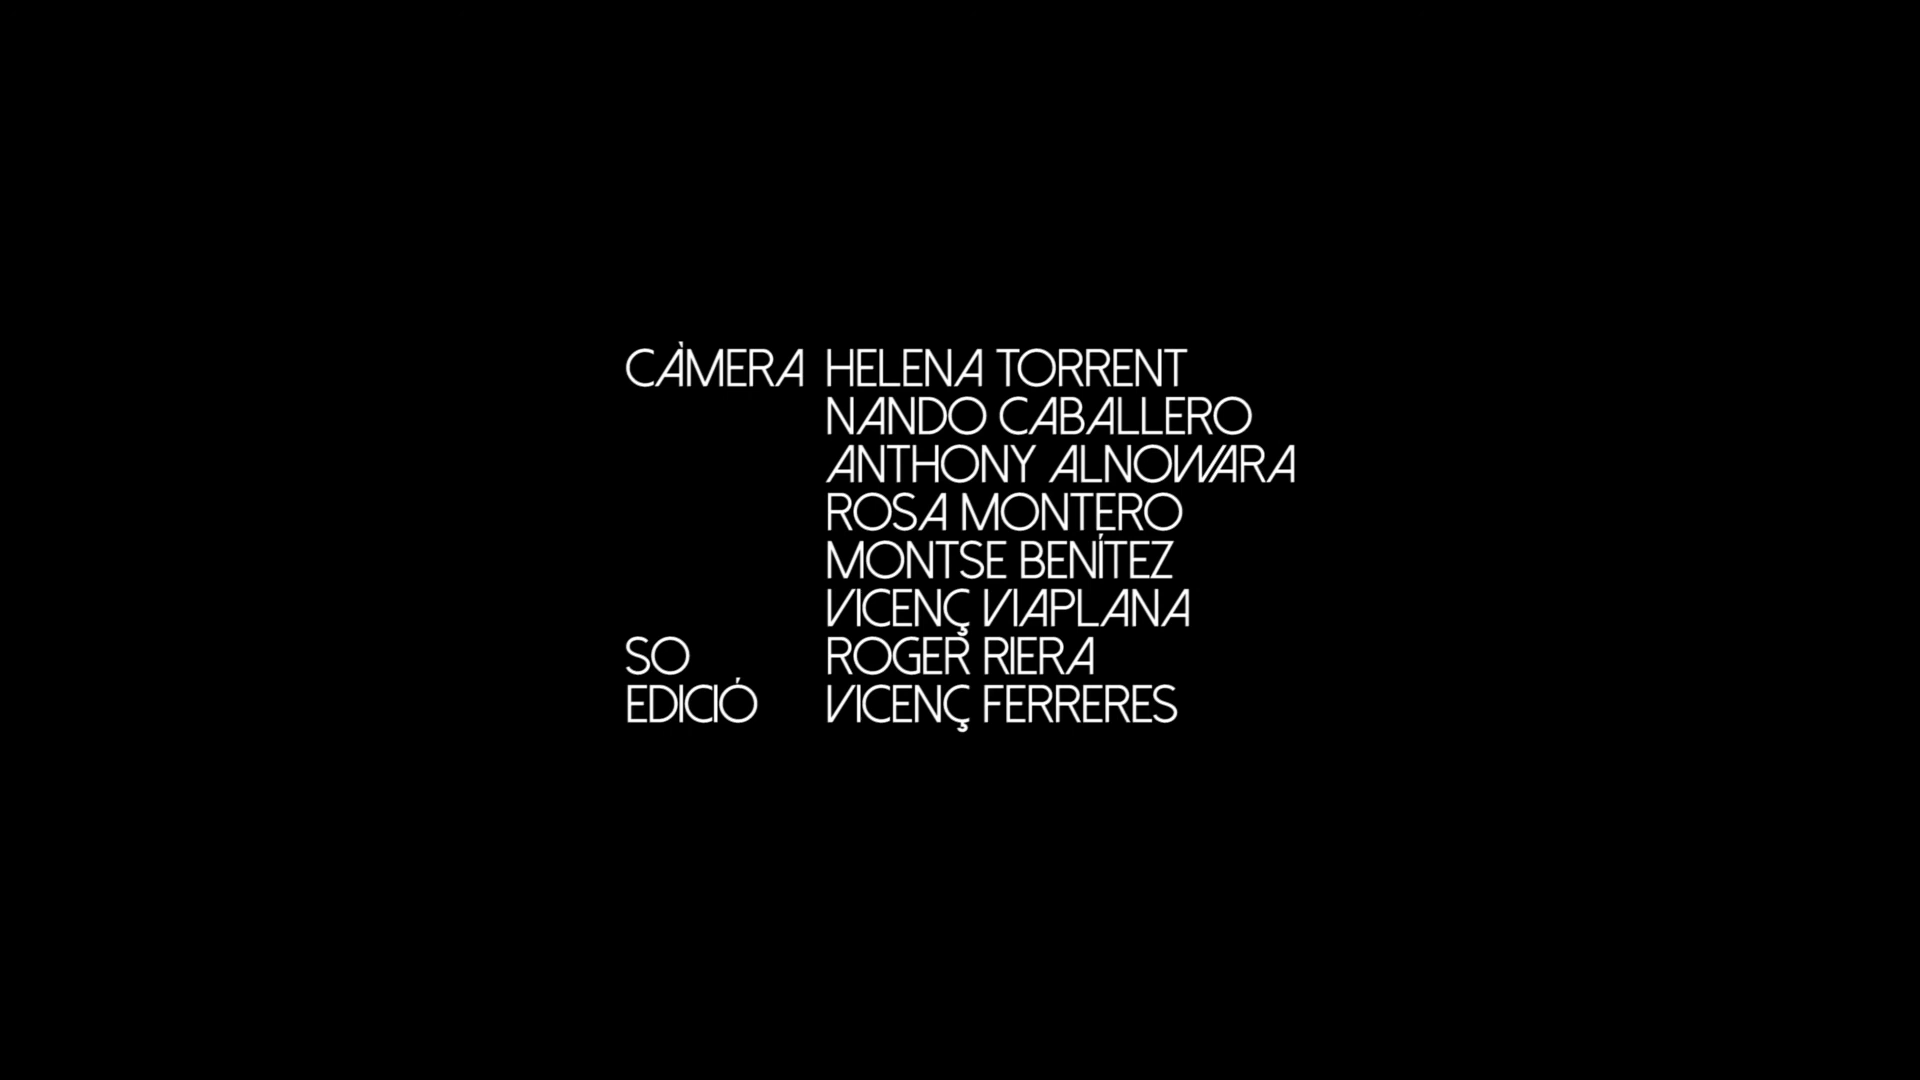 CÀMERA HELENA TORRENT
NANDO CABALLERO
ANTHONY ALNOWARA
ROSA MONTERO
MONTSE BENÍTEZ
VICENÇ VIAPLANA
SO ROGER RIERA
EDICIÓ VICENÇ FERRERES